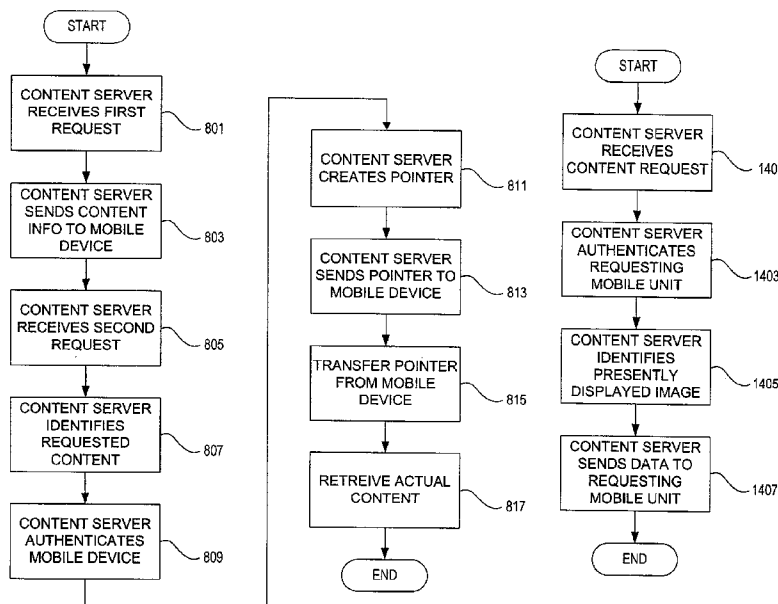 START
CONTENT SERVER
RECEIVES FIRST
REQUEST
801
CONTENT SERVER
SENDS CONTENT
INFO TO MOBILE
DEVICE
803
CONTENT SERVER
RECEIVES SECOND
REQUEST
805
CONTENT SERVER
IDENTIFIES
REQUESTED
CONTENT
807
CONTENT SERVER
AUTHENTICATES
MOBILE DEVICE
809
CONTENT SERVER
CREATES POINTER
811
CONTENT SERVER
SENDS POINTER TO
MOBILE DEVICE
813
TRANSFER POINTER
FROM MOBILE
DEVICE
815
RETREIVE ACTUAL
CONTENT
817
END
START
CONTENT SERVER
RECEIVES
CONTENT REQUEST
140
CONTENT SERVER
AUTHENTICATES
REQUESTING
MOBILE UNIT
1403
CONTENT SERVER
IDENTIFIES
PRESENTLY
DISPLAYED IMAGE
1405
CONTENT SERVER
SENDS DATA TO
REQUESTING
MOBILE UNIT
1407
END